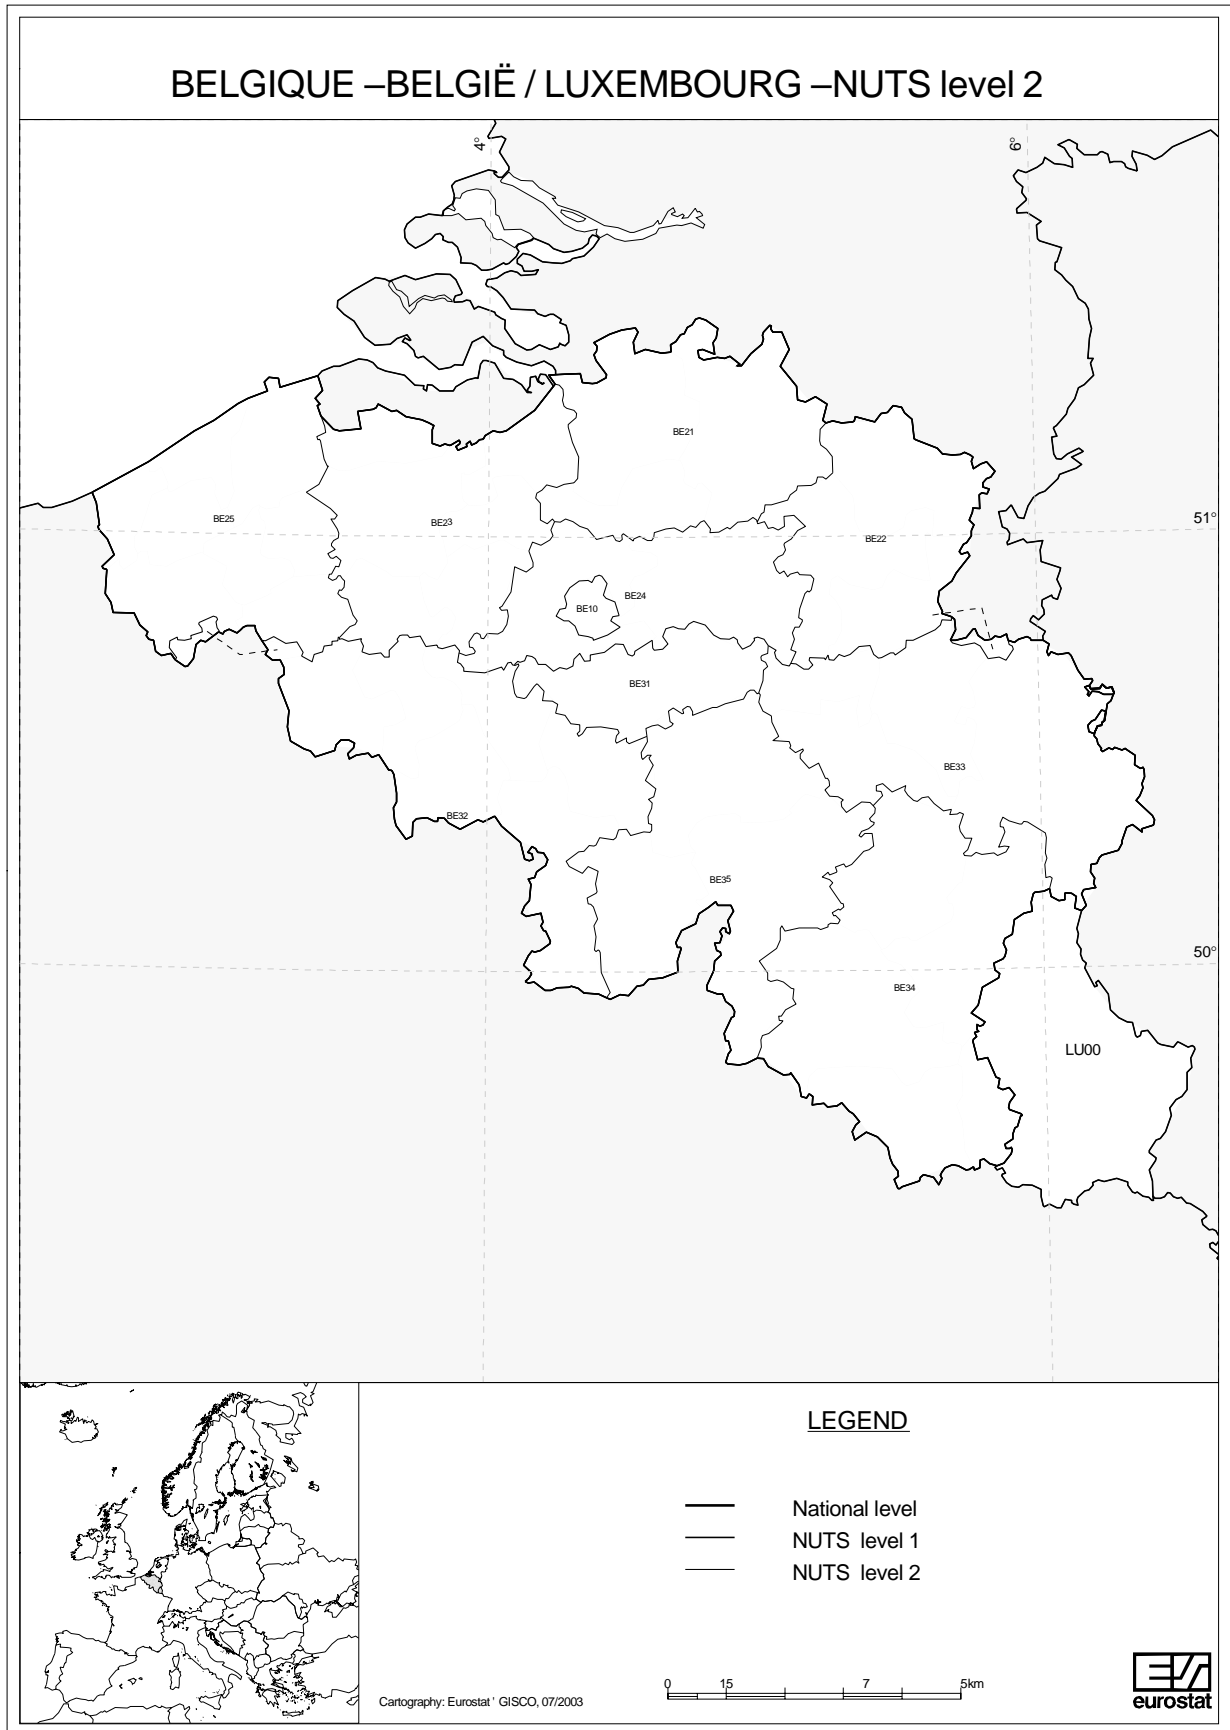 BELGIQUE –BELGIË / LUXEMBOURG –NUTS level 2
4°
6°
BE21
BE25
BE23
51°
BE22
BE24
BE10
BE31
BE33
BE32
BE35
50°
BE34
LU00
LEGEND
National level
NUTS level 1
NUTS level 2
0 15 7 5km
Cartography: Eurostat ' GISCO, 07/2003
eurostat